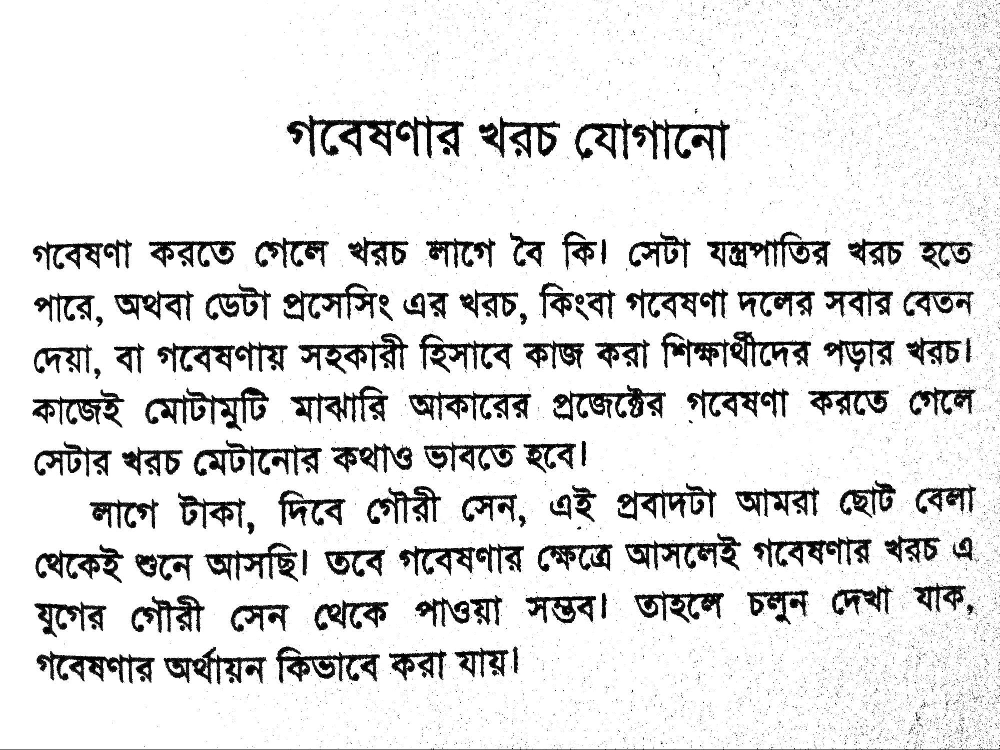 গবেষণার খরচ যোগানো
গবেষণা করতে গেলে খরচ লাগে বৈ কি। সেটা যন্ত্রপাতির খরচ হতে
পারে, অথবা ডেটা প্রসেসিং এর খরচ, কিংবা গবেষণা দলের সবার বেতন
দেয়া, বা গবেষণায় সহকারী হিসাবে কাজ করা শিক্ষার্থীদের পড়ার খরচ।
কাজেই মোটামুটি মাঝারি আকারের প্রজেক্টের গবেষণা করতে গেলে
সেটার খরচ মেটানোর কথাও ভাবতে হবে।
লাগে টাকা, দিবে গৌরী সেন, এই প্রবাদটা আমরা ছোট বেলা
থেকেই শুনে আসছি। তবে গবেষণার ক্ষেত্রে আসলেই গবেষণার খরচ এ
যুগের গৌরী সেন থেকে পাওয়া সম্ভব। তাহলে চলুন দেখা যাক,
গবেষণার অর্থায়ন কিভাবে করা যায়।